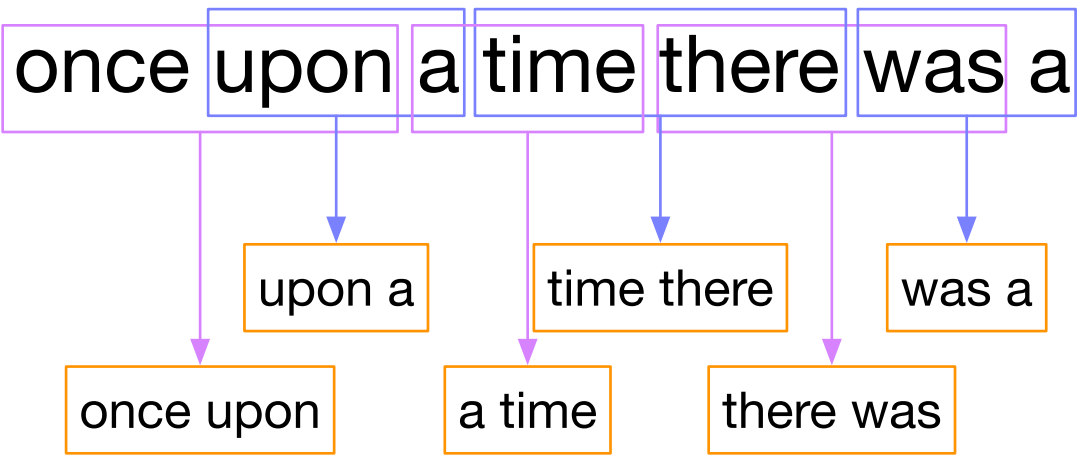 once upon a time there was a
upon a
time there
was a
once upon
a time
there was